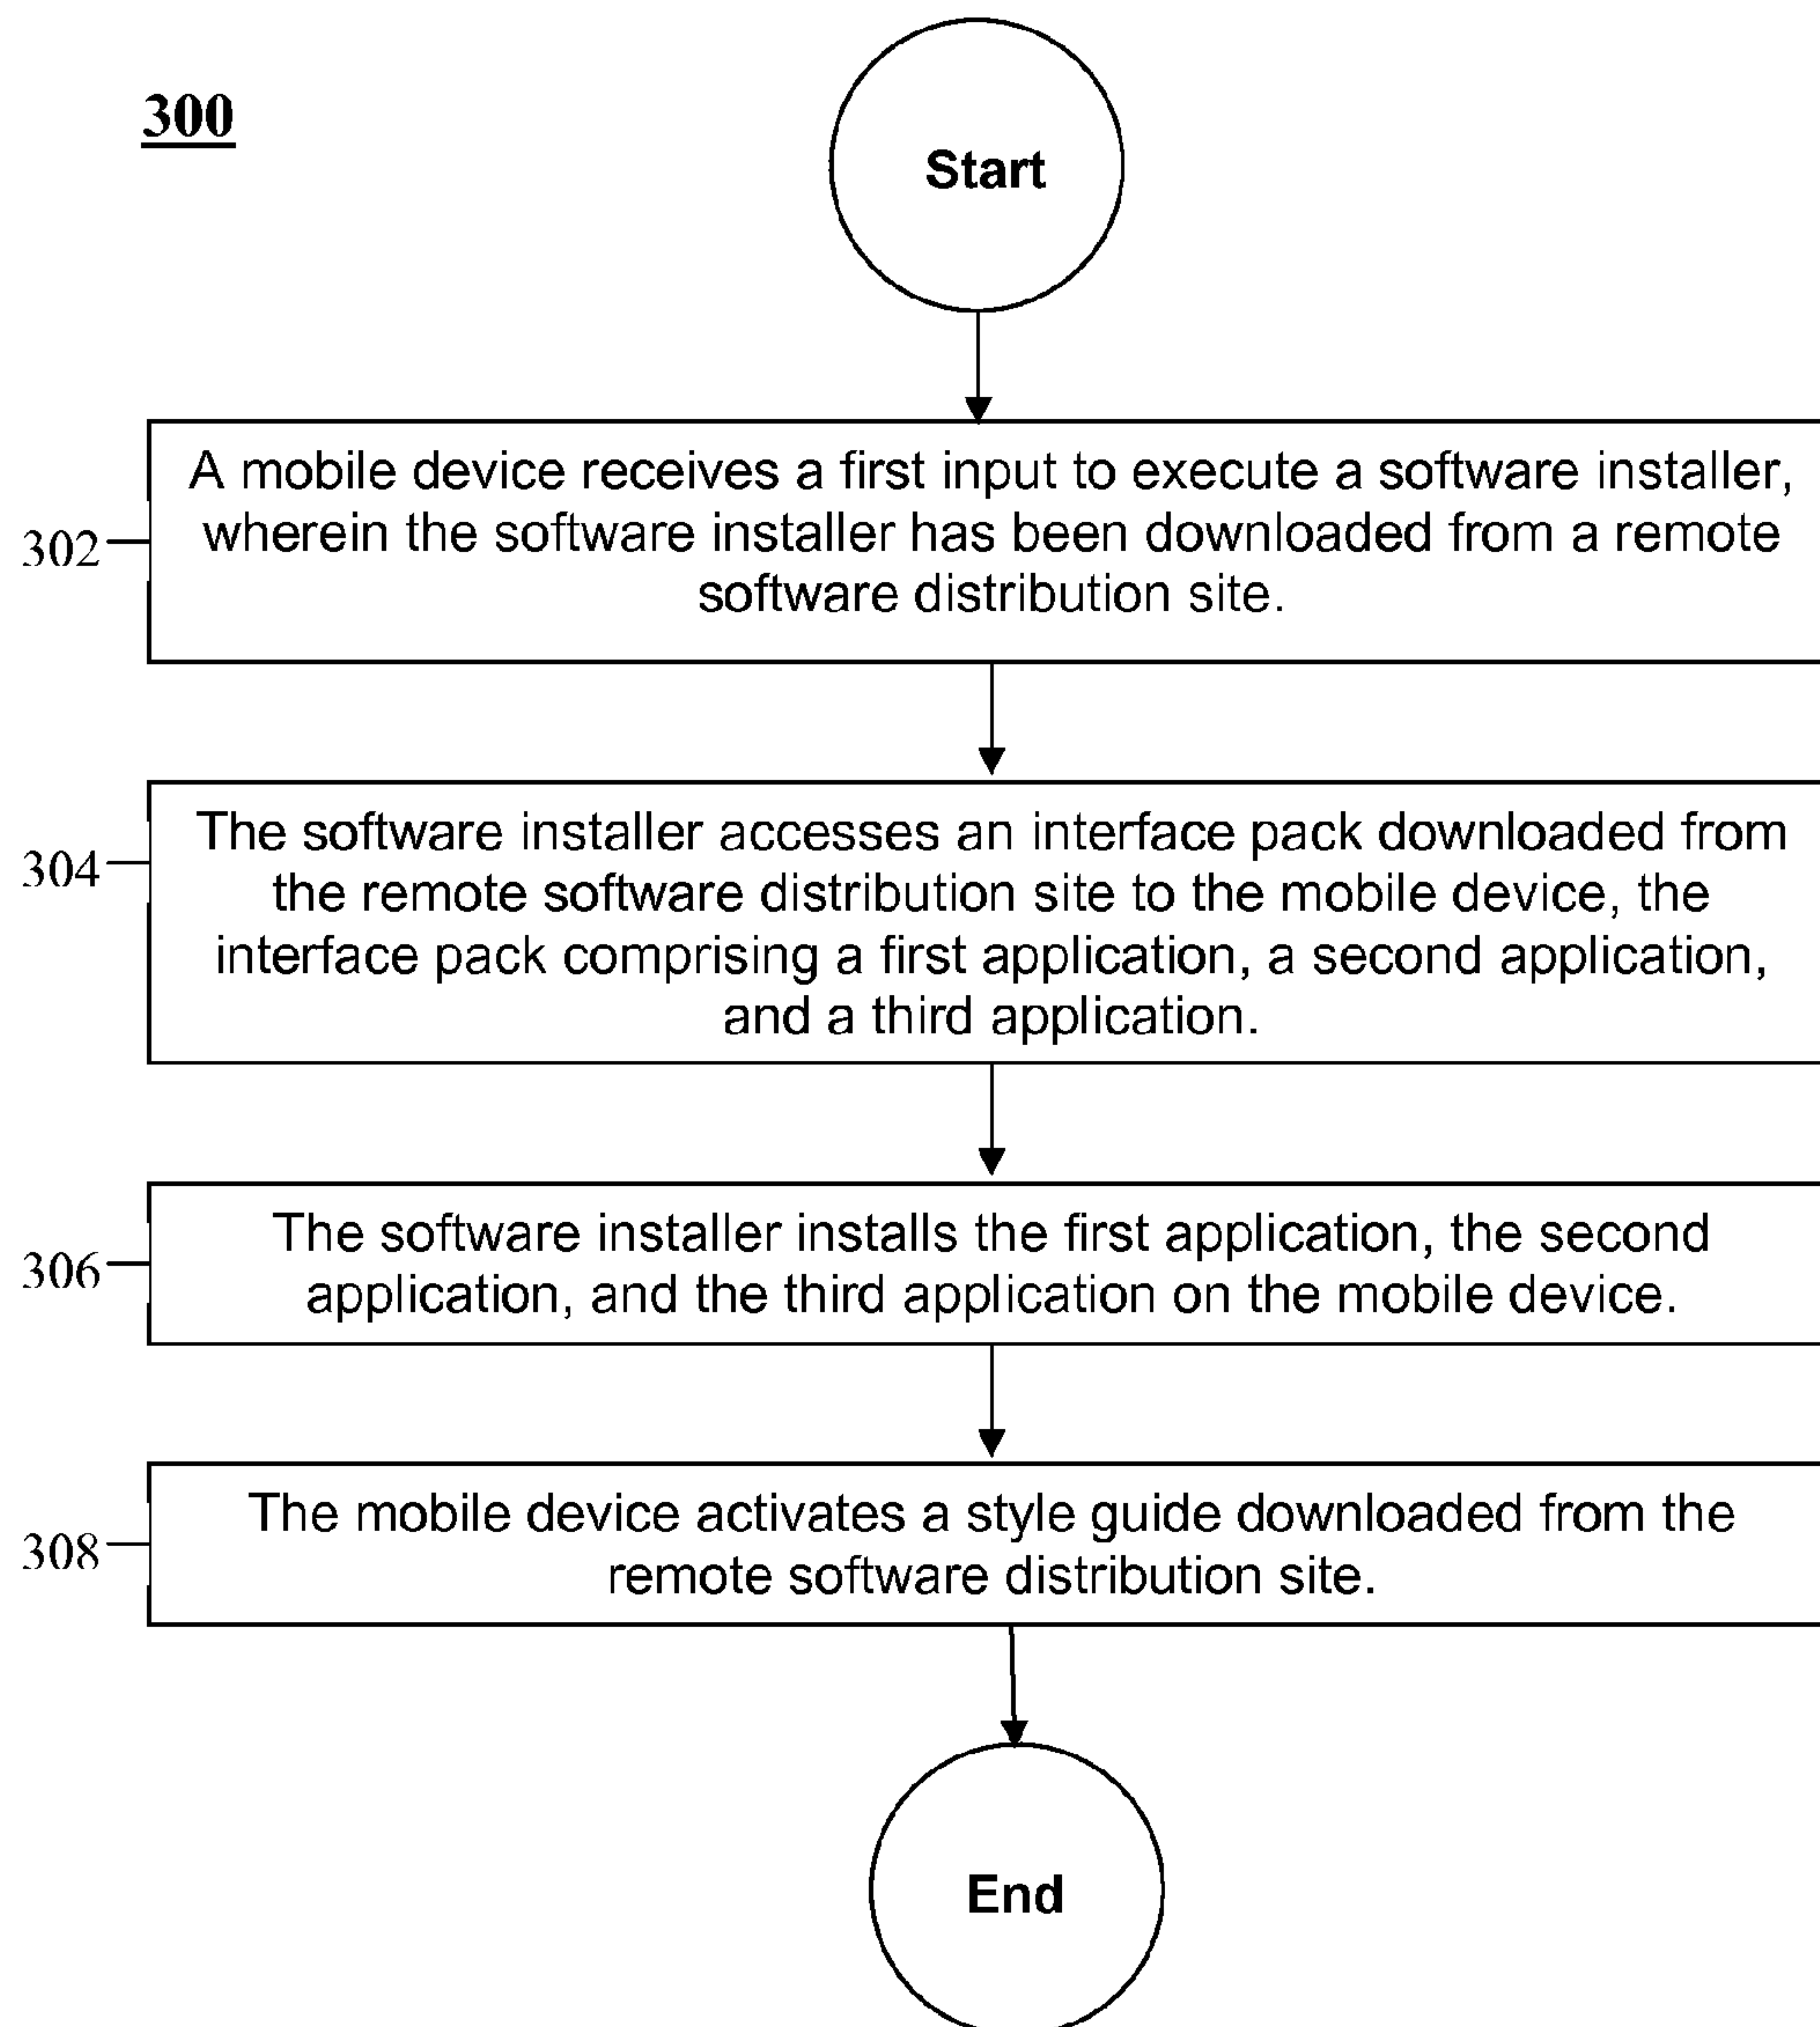 300
Start
302
A mobile device receives a first input to execute a software installer,
wherein the software installer has been downloaded from a remote
software distribution site.
304
The software installer accesses an interface pack downloaded from
the remote software distribution site to the mobile device, the
interface pack comprising a first application, a second application,
and a third application.
306
The software installer installs the first application, the second
application, and the third application on the mobile device.
308
The mobile device activates a style guide downloaded from the
remote software distribution site.
End